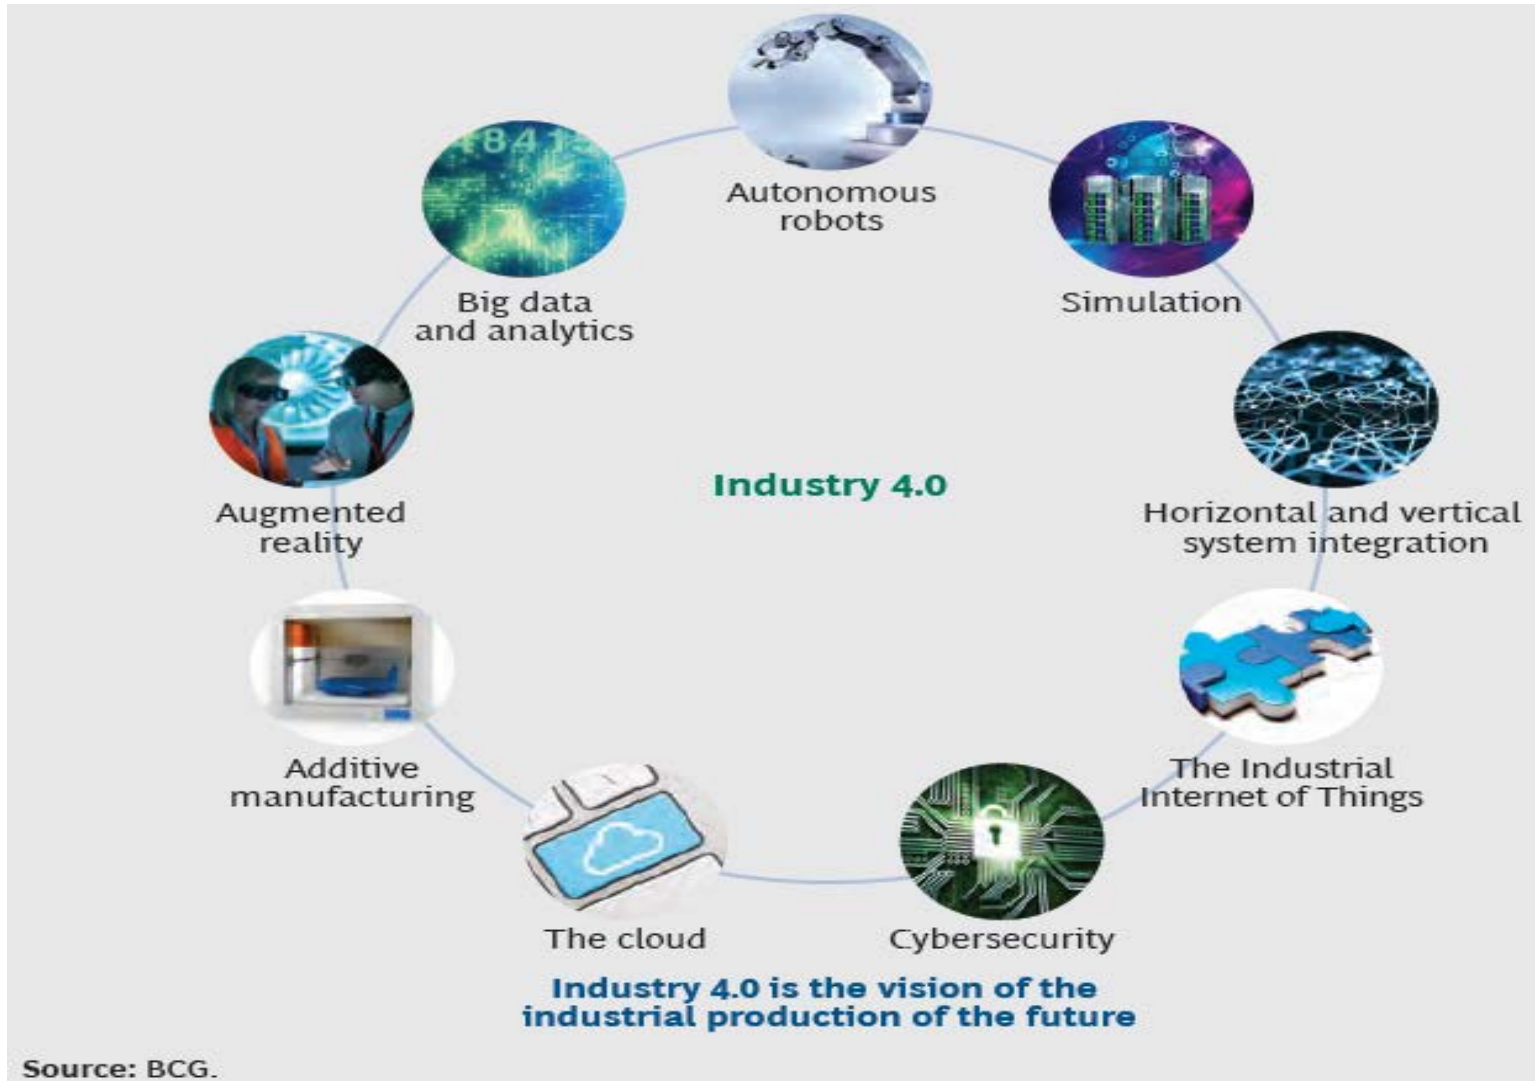 Autonomous
robots
Simulation
Horizontal and vertical
system integration
The Industrial
Internet of Things
Cybersecurity
The cloud
Additive
manufacturing
Augmented
reality
Big data
and analytics
Industry 4.0
Industry 4.0 is the vision of the
industrial production of the future
Source: BCG.